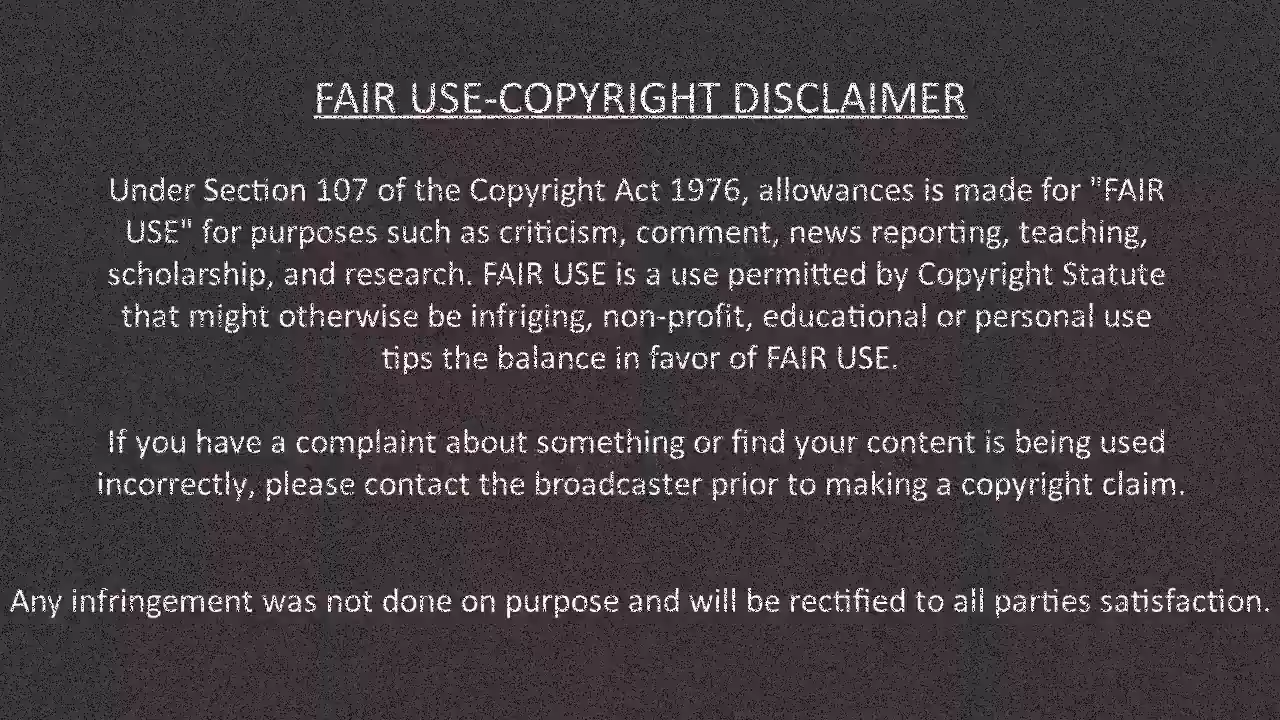 FAIR USE-COPYRIGHT DISCLAIMER
Under Section 107 of the Copyright Act 1976, allowances is made for "FAIR
USE" for purposes such as criticism, comment, news reporting, teaching,
scholarship, and research. FAIR USE is a use permitted by Copyright Statute
that might otherwise be infriging, non-profit, educational or personal use
tips the balance in favor of FAIR USE.
If you have a complaint about something or find your content is being used
incorrectly, please contact the broadcaster prior to making a copyright claim.
Any infringement was not done on purpose and will be rectified to all parties satisfaction.